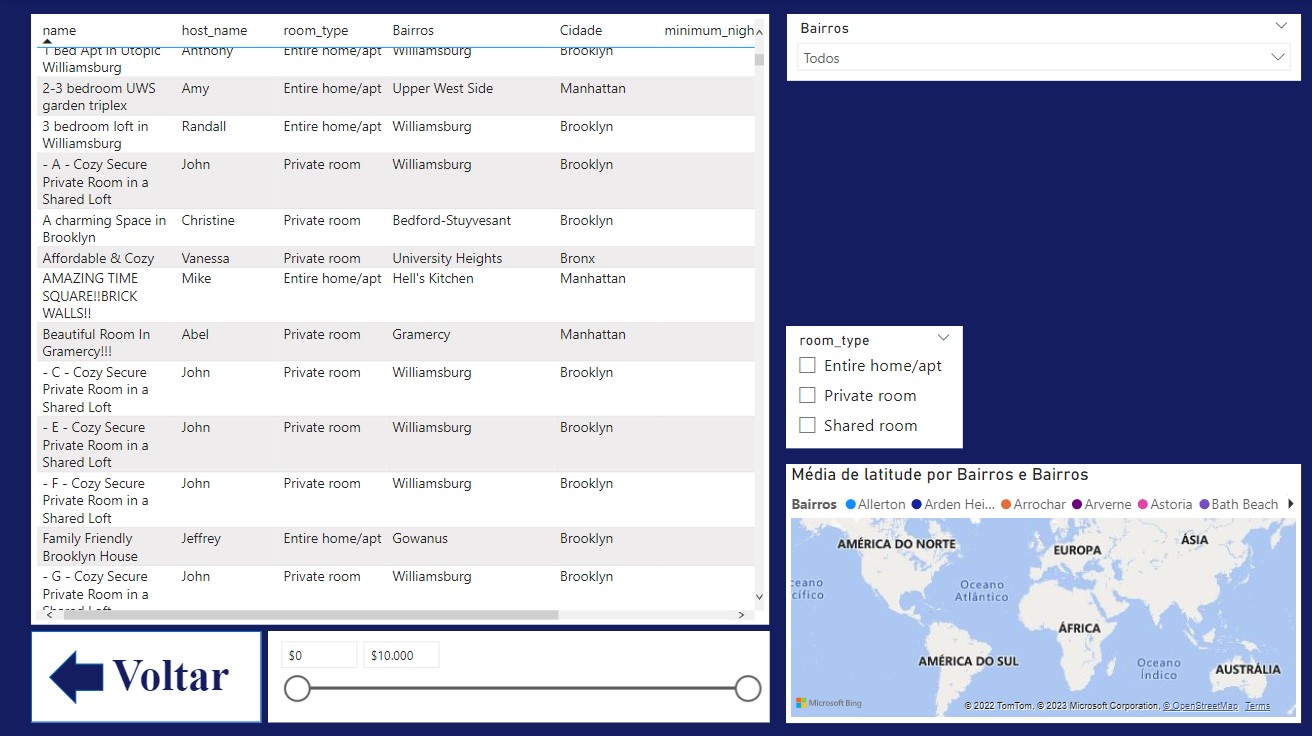 name host_name room_type Bairros Cidade minimum_nigh
1 Bed Apt in Utopic Anthony Entire home/apt Williamsburg Brooklyn
Williamsburg
2-3 bedroom UWS Amy Entire home/apt Upper West Side Manhattan
garden triplex
3 bedroom loft in Randall Entire home/apt Williamsburg Brooklyn
Williamsburg
- A - Cozy Secure John Private room Williamsburg Brooklyn
Private Room in a
Shared Loft
A charming Space in Christine Private room Bedford-Stuyvesant Brooklyn
Brooklyn
Affordable & Cozy Vanessa Private room University Heights Bronx
AMAZING TIME Mike Entire home/apt Hell's Kitchen Manhattan
SQUARE!!BRICK
WALLS!!
Beautiful Room In Abel Private room Gramercy Manhattan
Gramercy!!!
- C - Cozy Secure John Private room Williamsburg Brooklyn
Private Room in a
Shared Loft
- E - Cozy Secure John Private room Williamsburg Brooklyn
Private Room in a
Shared Loft
- F - Cozy Secure John Private room Williamsburg Brooklyn
Private Room in a
Shared Loft
Family Friendly Jeffrey Entire home/apt Gowanus Brooklyn
Brooklyn House
- G - Cozy Secure John Private room Williamsburg Brooklyn
Private Room in a
Shared Loft
Voltar
$0 $10.000
Bairros
Todos
room_type
Entire home/apt
Private room
Shared room
Média de latitude por Bairros e Bairros
Bairros Allerton Arden Hei... Arrochar Arverne Astoria Bath Beach
AMÉRICA DO NORTE
EUROPA
ÁSIA
ceano
cífico
Oceano
Atlântico
ÁFRICA
AMÉRICA DO SUL
Oceano
Índico
AUSTRÁLIA
Microsoft Bing
© 2022 TomTom, © 2023 Microsoft Corporation, © OpenStreetMap Terms